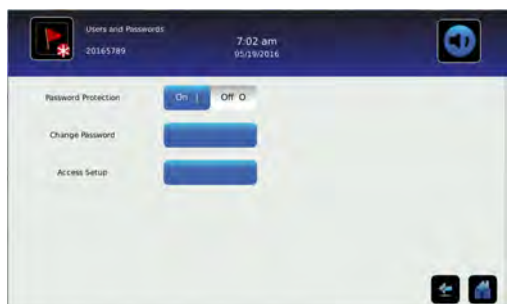 Users and Passwords
20165789
7:02 am
05/19/2016
Password Protection
On | Off O
Change Password
Access Setup